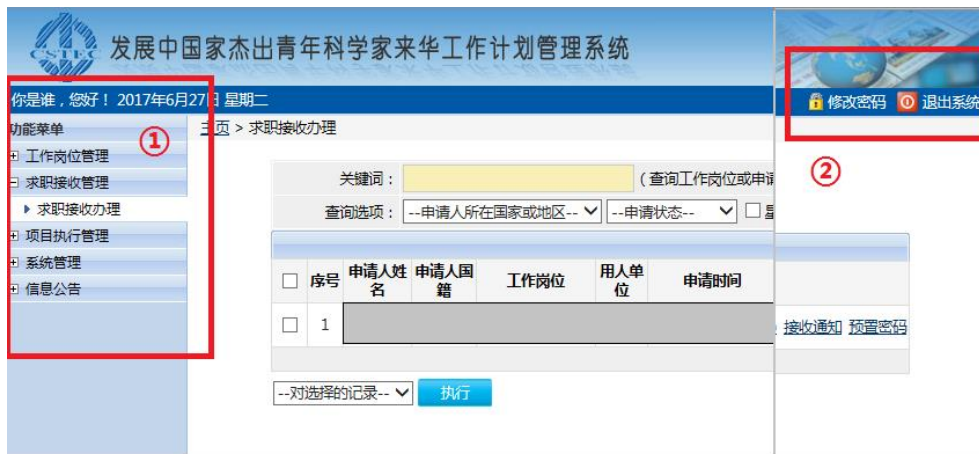 CSTEC 发展中国家杰出青年科学家来华工作计划管理系统
你是谁，您好！ 2017年6月27日 星期二
修改密码 退出系统
功能菜单
①
主页 > 求职接收办理
工作岗位管理
求职接收管理
求职接收办理
项目执行管理
系统管理
信息公告
②
关键词： （查询工作岗位或申请
查询选项： --申请人所在国家或地区-- --申请状态--
序号 申请人姓名 申请人国籍 工作岗位 用人单位 申请时间
1 接收通知 预置密码
--对选择的记录-- 执行